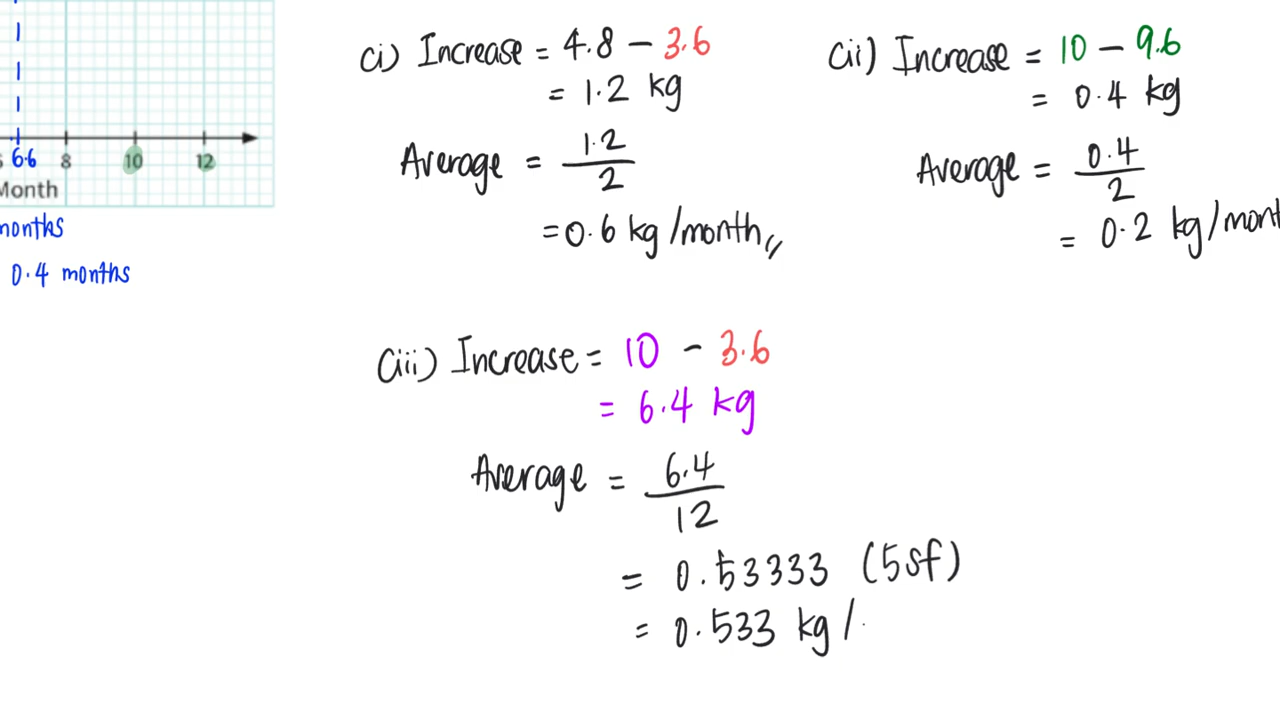 6.6 8 10 12
Month
months
0.4 months
ci) Increase = 4.8 - 3.6
= 1.2 kg
Average = 1.2/2
= 0.6 kg/month
cii) Increase = 10 - 9.6
= 0.4 kg
Average = 0.4/2
= 0.2 kg/mont
ciii) Increase = 10 - 3.6
= 6.4 kg
Average = 6.4/12
= 0.53333 (5sf)
= 0.533 kg/